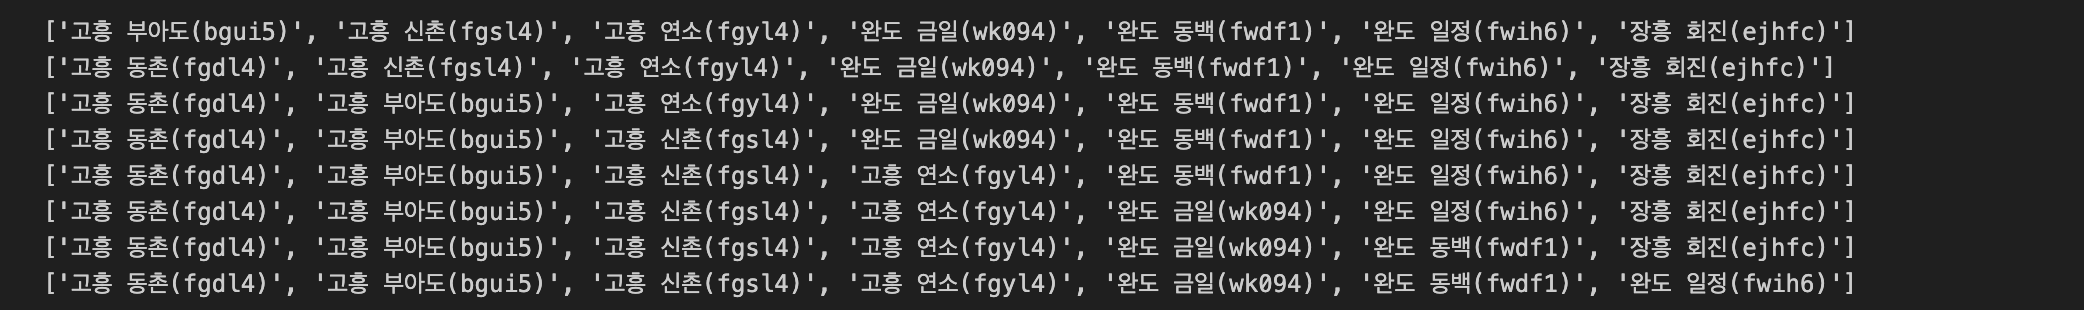 ['고흥 부아도(bgui5)', '고흥 신촌(fgsl4)', '고흥 연소(fgyl4)', '완도 금일(wk094)', '완도 동백(fwdf1)', '완도 일정(fwih6)', '장흥 회진(ejhfc)']
['고흥 동촌(fgdl4)', '고흥 신촌(fgsl4)', '고흥 연소(fgyl4)', '완도 금일(wk094)', '완도 동백(fwdf1)', '완도 일정(fwih6)', '장흥 회진(ejhfc)']
['고흥 동촌(fgdl4)', '고흥 부아도(bgui5)', '고흥 연소(fgyl4)', '완도 금일(wk094)', '완도 동백(fwdf1)', '완도 일정(fwih6)', '장흥 회진(ejhfc)']
['고흥 동촌(fgdl4)', '고흥 부아도(bgui5)', '고흥 신촌(fgsl4)', '완도 금일(wk094)', '완도 동백(fwdf1)', '완도 일정(fwih6)', '장흥 회진(ejhfc)']
['고흥 동촌(fgdl4)', '고흥 부아도(bgui5)', '고흥 신촌(fgsl4)', '고흥 연소(fgyl4)', '완도 동백(fwdf1)', '완도 일정(fwih6)', '장흥 회진(ejhfc)']
['고흥 동촌(fgdl4)', '고흥 부아도(bgui5)', '고흥 신촌(fgsl4)', '고흥 연소(fgyl4)', '완도 금일(wk094)', '완도 일정(fwih6)', '장흥 회진(ejhfc)']
['고흥 동촌(fgdl4)', '고흥 부아도(bgui5)', '고흥 신촌(fgsl4)', '고흥 연소(fgyl4)', '완도 금일(wk094)', '완도 동백(fwdf1)', '장흥 회진(ejhfc)']
['고흥 동촌(fgdl4)', '고흥 부아도(bgui5)', '고흥 신촌(fgsl4)', '고흥 연소(fgyl4)', '완도 금일(wk094)', '완도 동백(fwdf1)', '완도 일정(fwih6)']